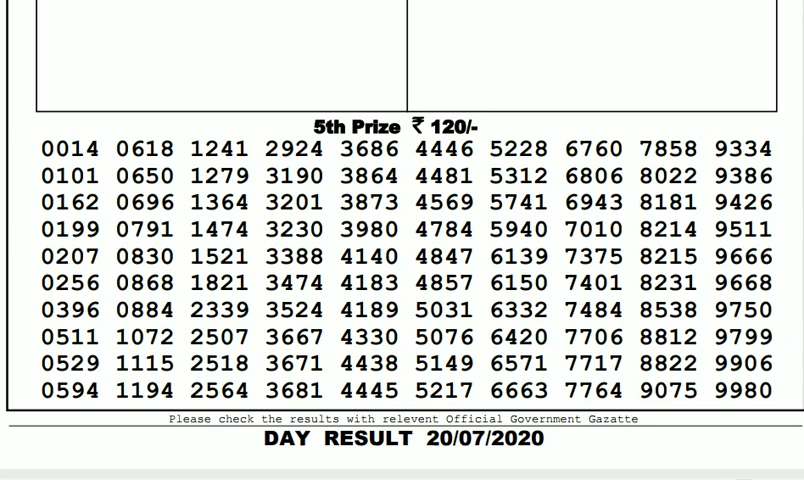 5th Prize ₹ 120/-
0014 0618 1241 2924 3686 4446 5228 6760 7858 9334
0101 0650 1279 3190 3864 4481 5312 6806 8022 9386
0162 0696 1364 3201 3873 4569 5741 6943 8181 9426
0199 0791 1474 3230 3980 4784 5940 7010 8214 9511
0207 0830 1521 3388 4140 4847 6139 7375 8215 9666
0256 0868 1821 3474 4183 4857 6150 7401 8231 9668
0396 0884 2339 3524 4189 5031 6332 7484 8538 9750
0511 1072 2507 3667 4330 5076 6420 7706 8812 9799
0529 1115 2518 3671 4438 5149 6571 7717 8822 9906
0594 1194 2564 3681 4445 5217 6663 7764 9075 9980
Please check the results with relevent Official Government Gazatte
DAY RESULT 20/07/2020